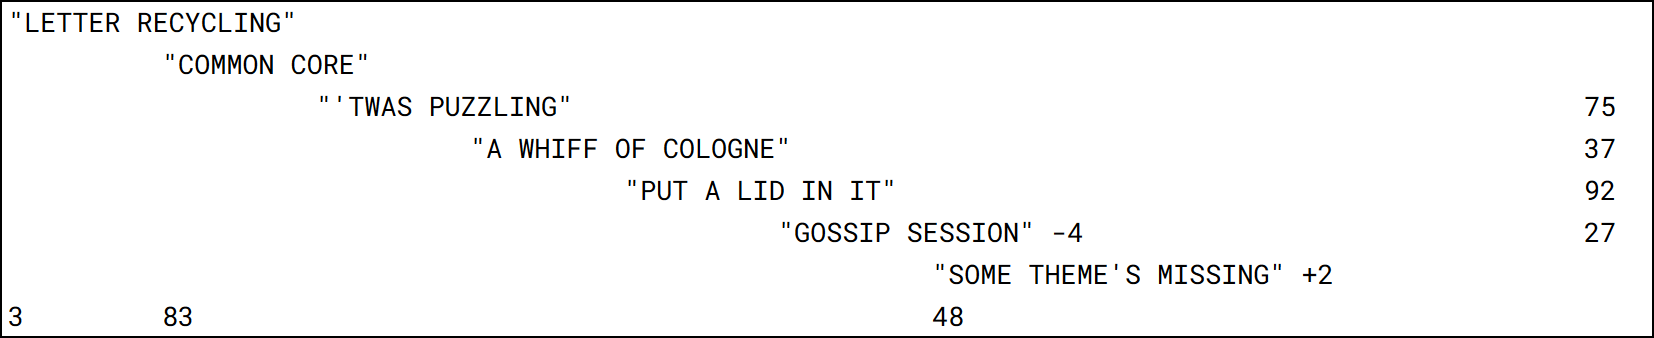 "LETTER RECYCLING"
"COMMON CORE"
"'TWAS PUZZLING" 75
"A WHIFF OF COLOGNE" 37
"PUT A LID IN IT" 92
"GOSSIP SESSION" -4 27
"SOME THEME'S MISSING" +2
3 83 48